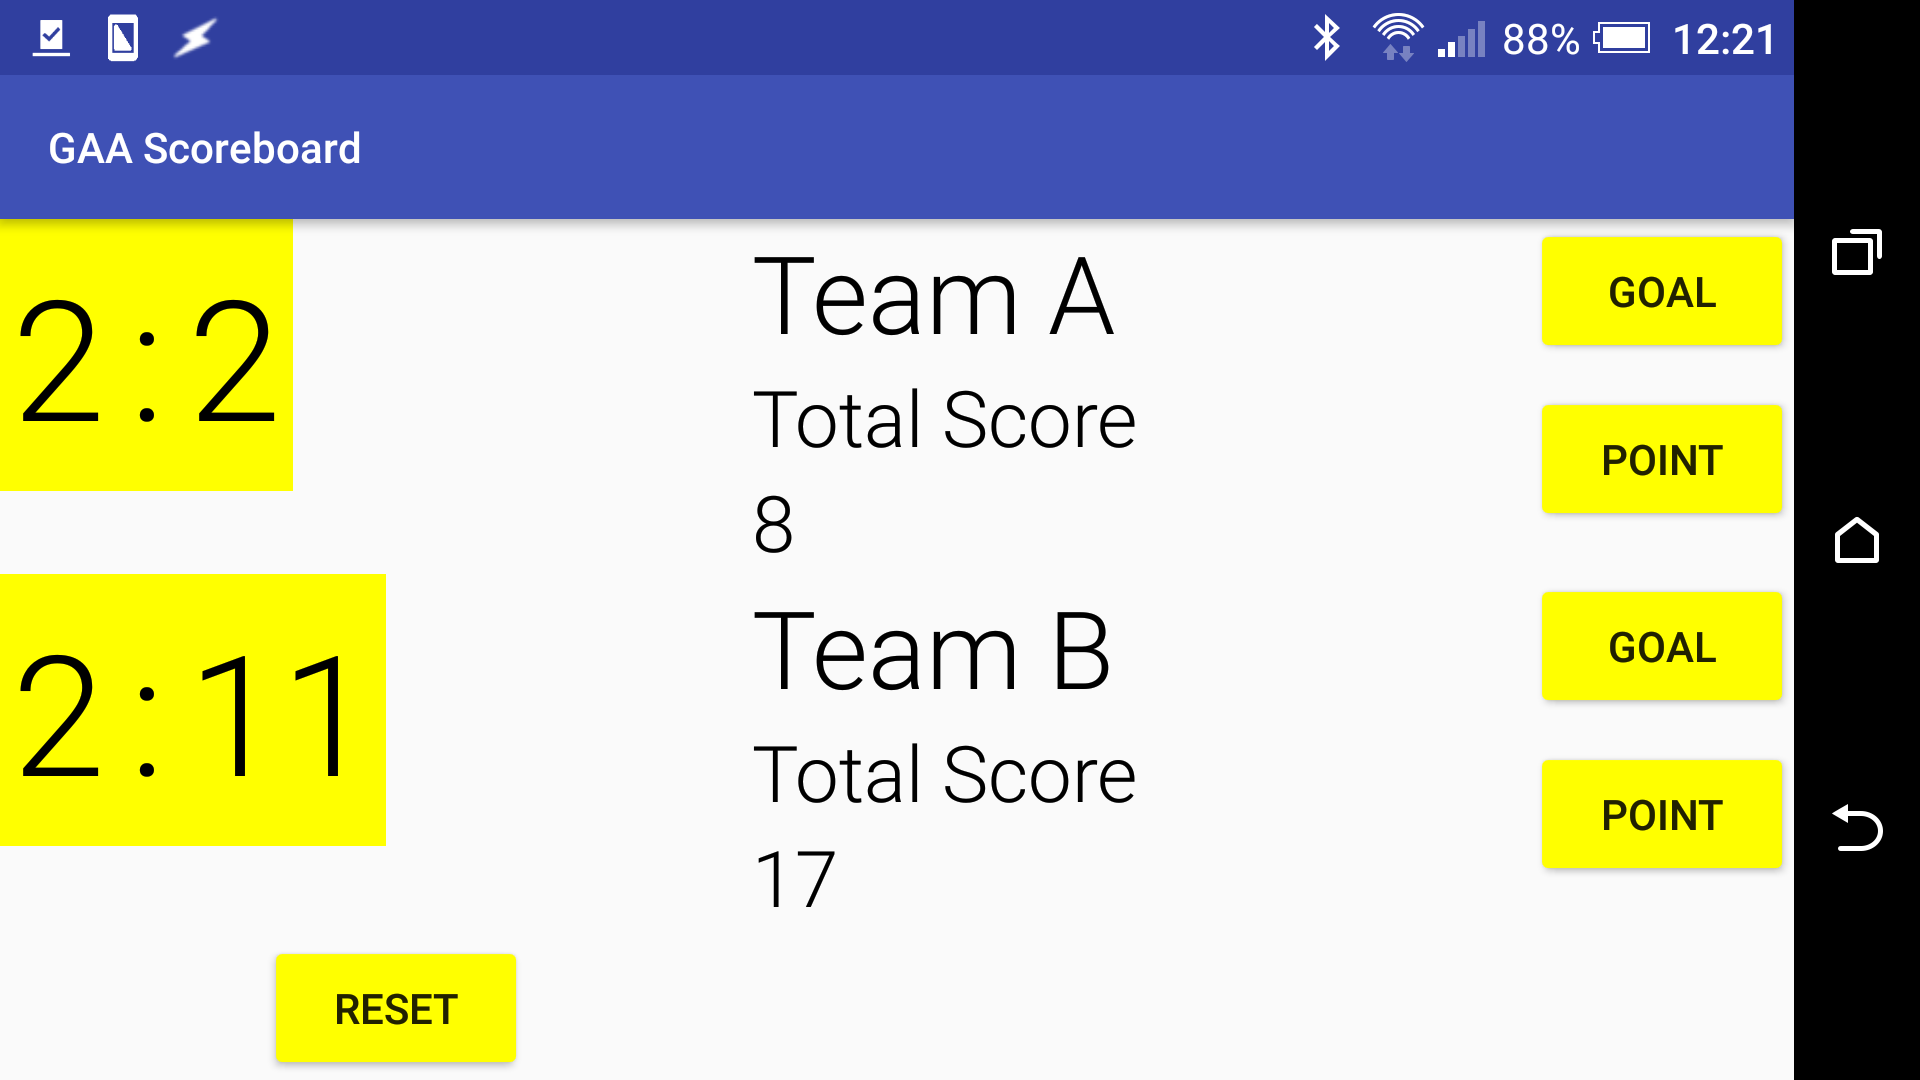 88% 12:21
GAA Scoreboard
2 : 2
Team A
Total Score
8
GOAL
POINT
2 : 11
Team B
Total Score
17
GOAL
POINT
RESET